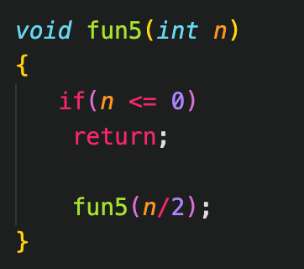 void fun5(int n)
{
if(n <= 0)
return;
fun5(n/2);
}